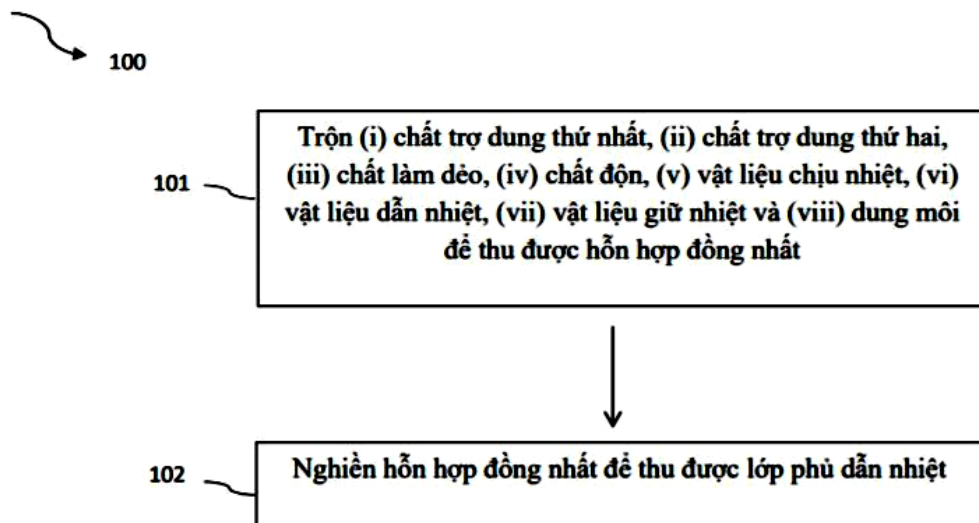 100
101
Trộn (i) chất trợ dung thứ nhất, (ii) chất trợ dung thứ hai,
(iii) chất làm dẻo, (iv) chất độn, (v) vật liệu chịu nhiệt, (vi)
vật liệu dẫn nhiệt, (vii) vật liệu giữ nhiệt và (viii) dung môi
để thu được hỗn hợp đồng nhất
102
Nghiền hỗn hợp đồng nhất để thu được lớp phủ dẫn nhiệt